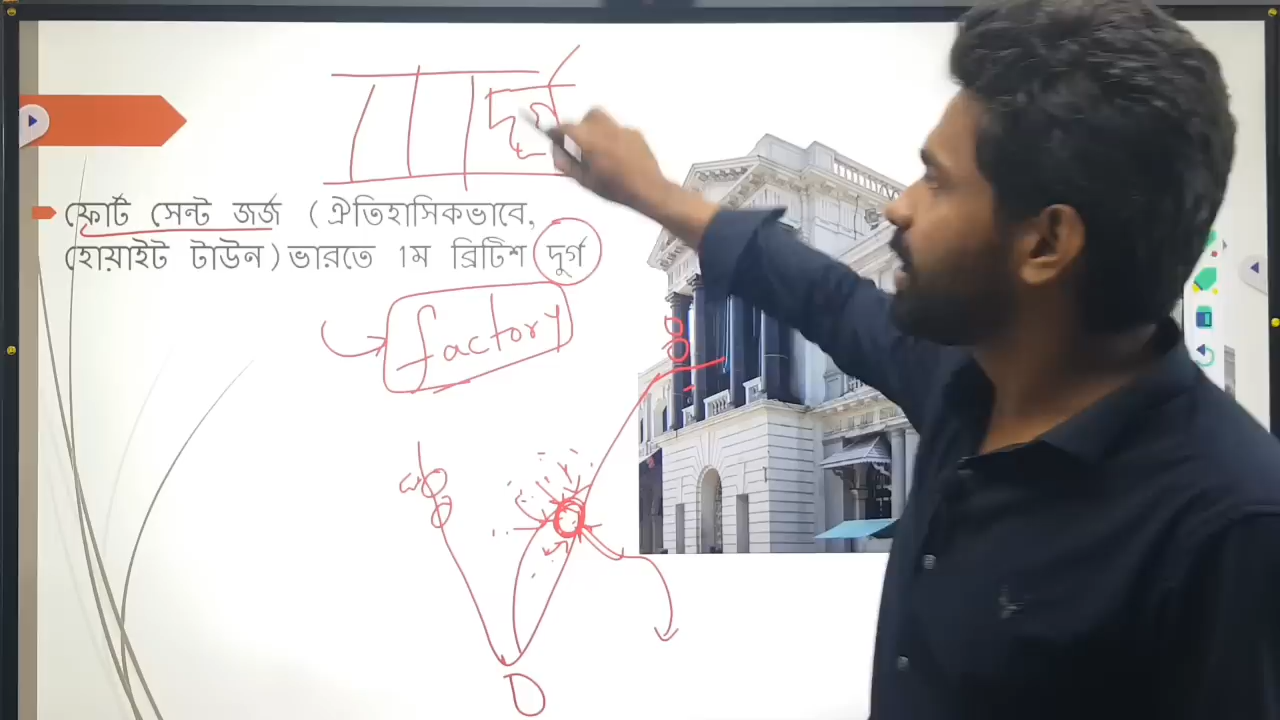 দুর্গ
ফোর্ট সেন্ট জর্জ (ঐতিহাসিকভাবে,
হোয়াইট টাউন) ভারতে 1ম ব্রিটিশ দুর্গ
factory
D